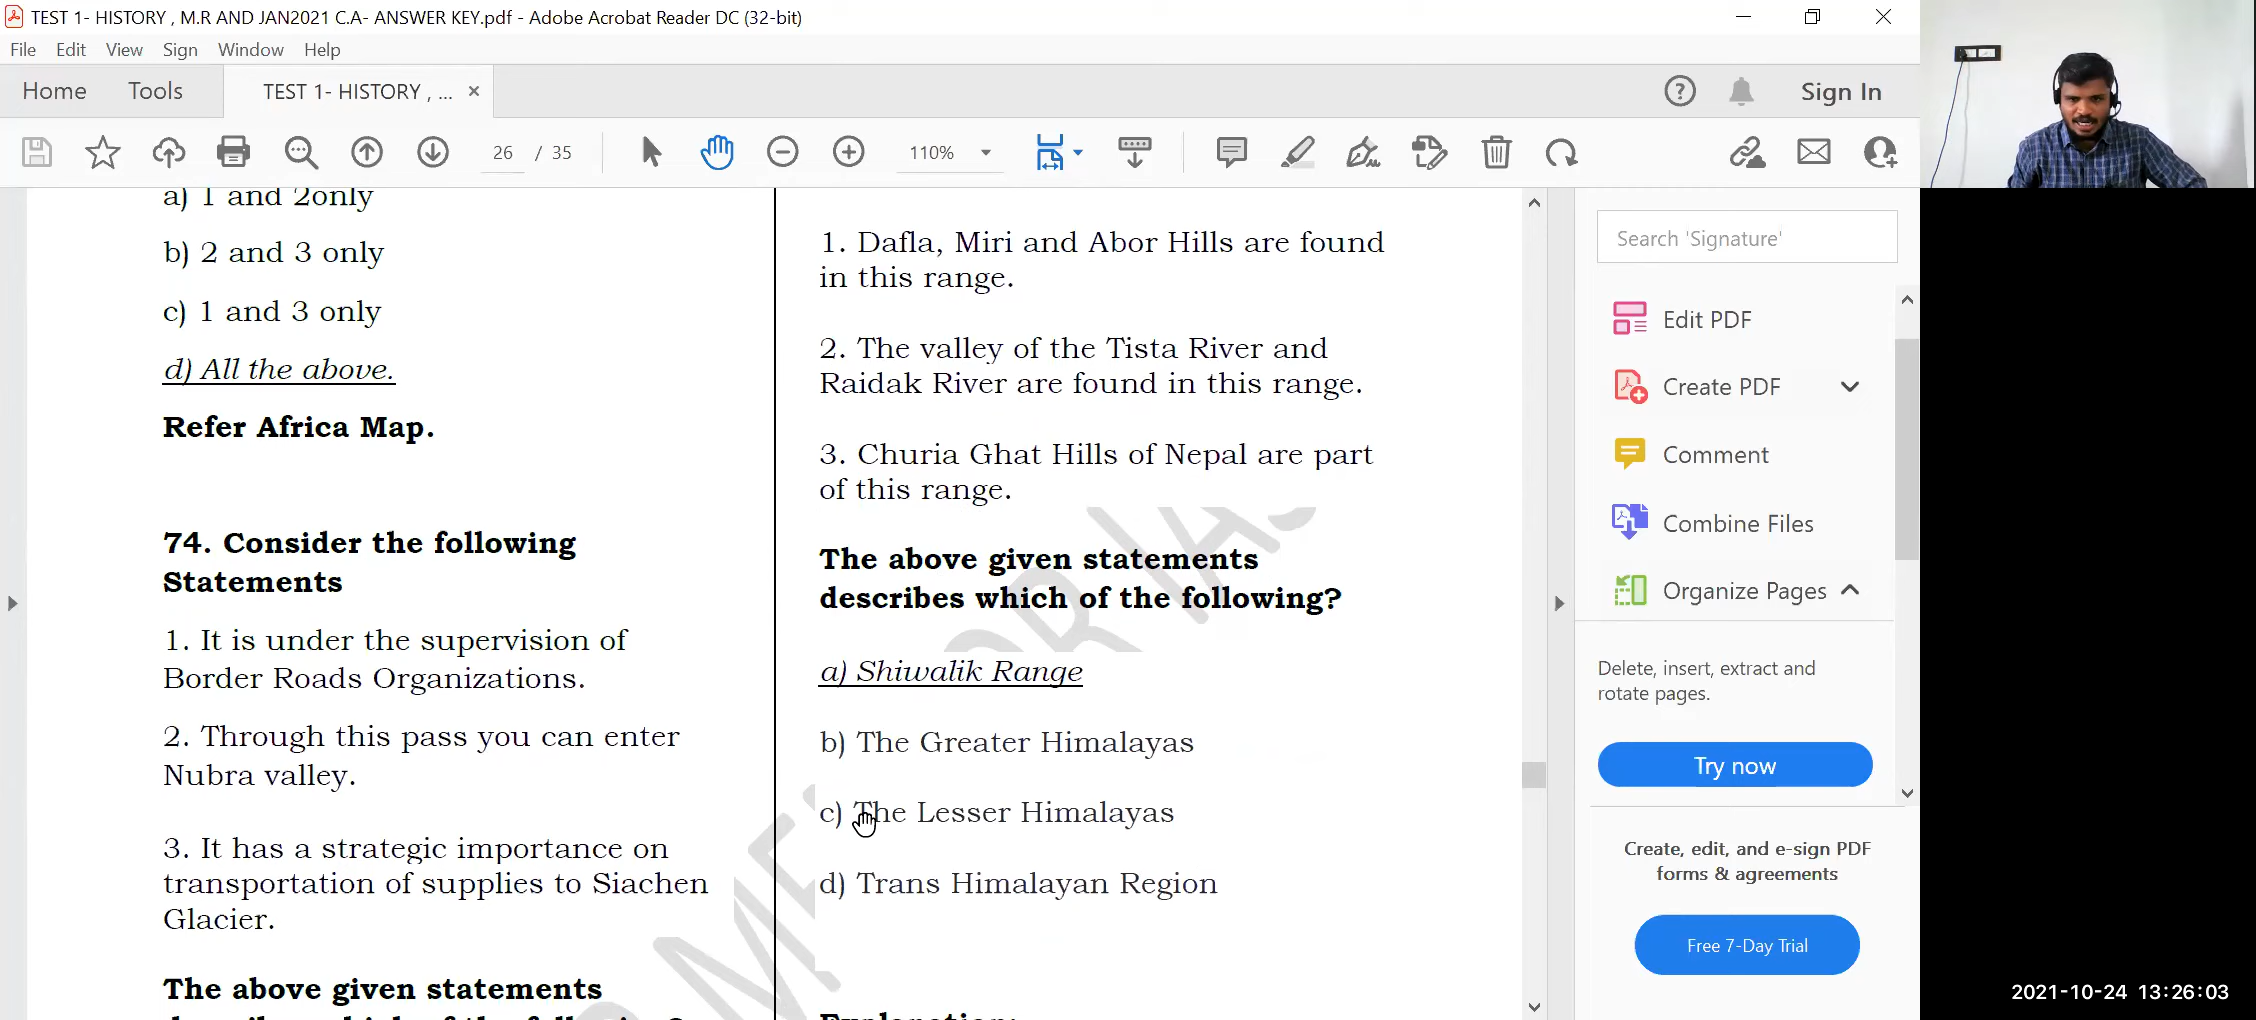 TEST 1- HISTORY , M.R AND JAN2021 C.A- ANSWER KEY.pdf - Adobe Acrobat Reader DC (32-bit)
File Edit View Sign Window Help
Home Tools TEST 1- HISTORY , ... × Sign In
26 / 35 110%
a) 1 and 2only
b) 2 and 3 only
c) 1 and 3 only
d) All the above.
Refer Africa Map.
74. Consider the following
Statements
1. It is under the supervision of
Border Roads Organizations.
2. Through this pass you can enter
Nubra valley.
3. It has a strategic importance on
transportation of supplies to Siachen
Glacier.
The above given statements
1. Dafla, Miri and Abor Hills are found
in this range.
2. The valley of the Tista River and
Raidak River are found in this range.
3. Churia Ghat Hills of Nepal are part
of this range.
The above given statements
describes which of the following?
a) Shiwalik Range
b) The Greater Himalayas
c) The Lesser Himalayas
d) Trans Himalayan Region
Search 'Signature'
Edit PDF
Create PDF
Comment
Combine Files
Organize Pages
Delete, insert, extract and
rotate pages.
Try now
Create, edit, and e-sign PDF
forms & agreements
Free 7-Day Trial
2021-10-24 13:26:03